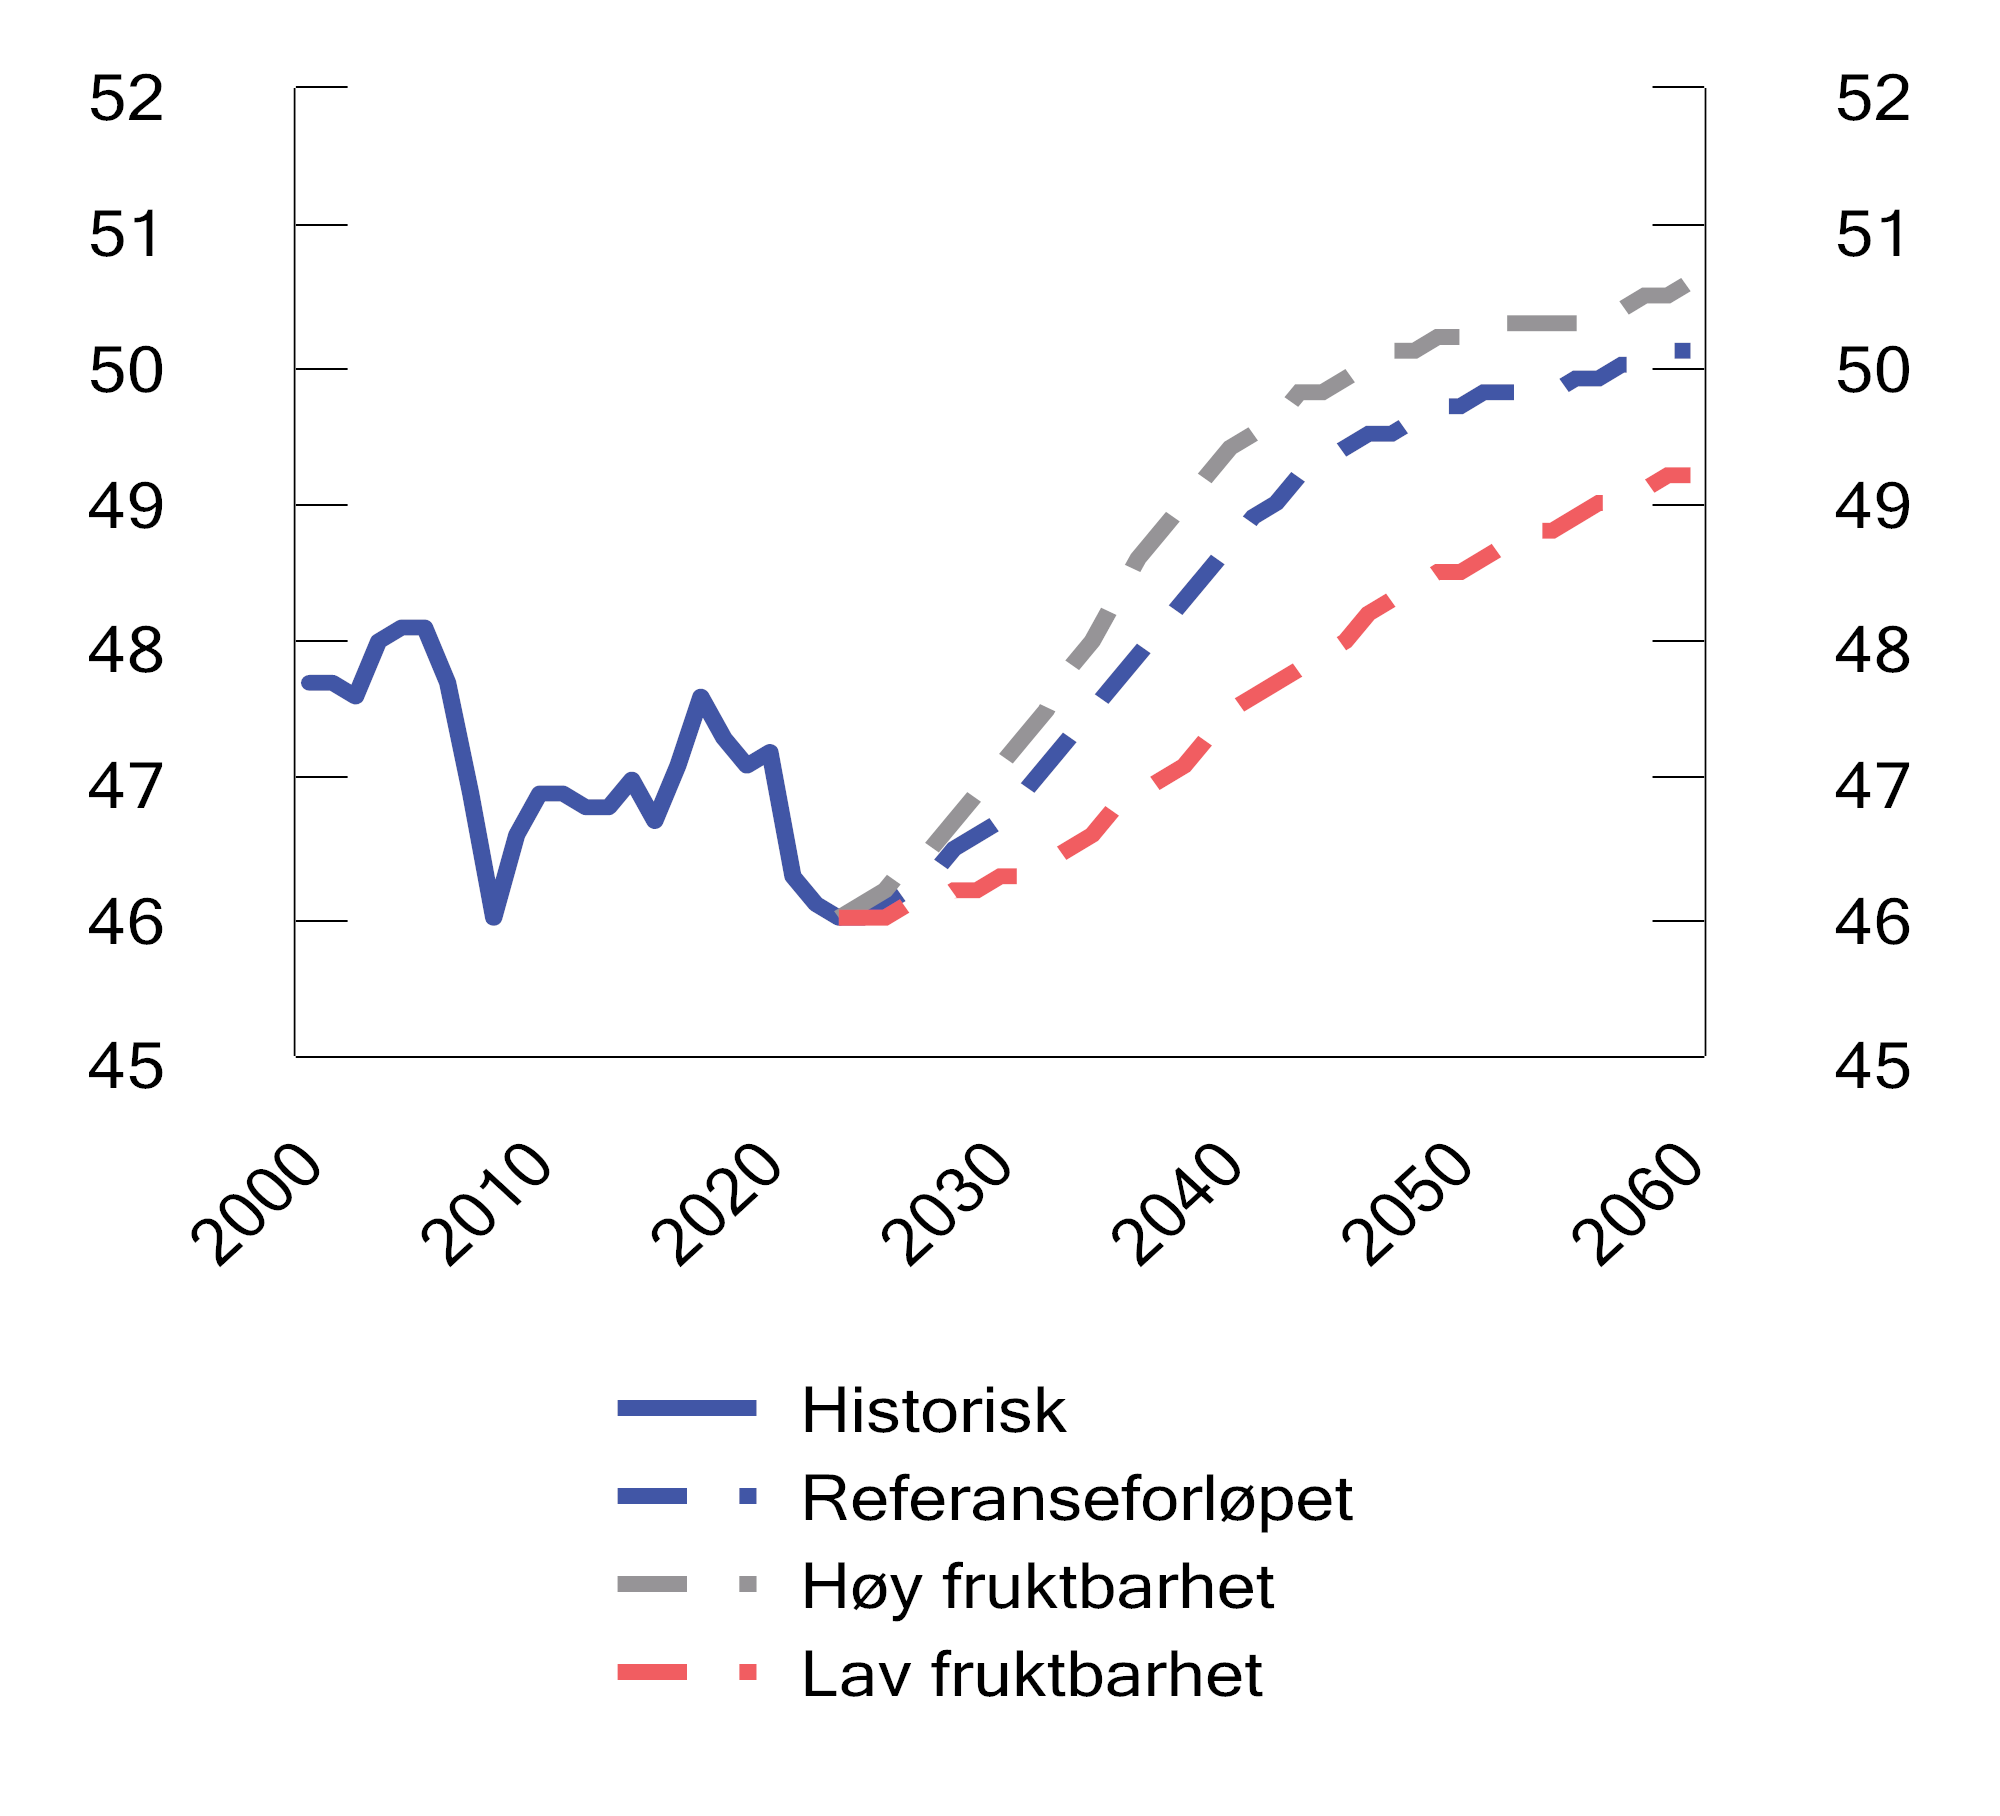 52 52
51 51
50 50
49 49
48 48
47 47
46 46
45 45
2000 2010 2020 2030 2040 2050 2060
Historisk
Referanseforløpet
Høy fruktbarhet
Lav fruktbarhet